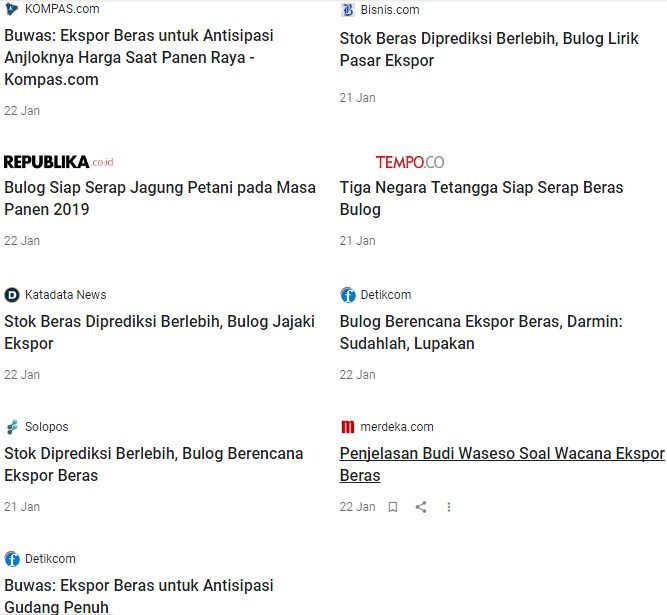 KOMPAS.com
Buwas: Ekspor Beras untuk Antisipasi
Anjloknya Harga Saat Panen Raya -
Kompas.com
22 Jan
Bisnis.com
Stok Beras Diprediksi Berlebih, Bulog Lirik
Pasar Ekspor
21 Jan
REPUBLIKA.co.id
Bulog Siap Serap Jagung Petani pada Masa
Panen 2019
22 Jan
TEMPO.CO
Tiga Negara Tetangga Siap Serap Beras
Bulog
21 Jan
Katadata News
Stok Beras Diprediksi Berlebih, Bulog Jajaki
Ekspor
22 Jan
Detikcom
Bulog Berencana Ekspor Beras, Darmin:
Sudahlah, Lupakan
22 Jan
Solopos
Stok Diprediksi Berlebih, Bulog Berencana
Ekspor Beras
21 Jan
merdeka.com
Penjelasan Budi Waseso Soal Wacana Ekspor
Beras
22 Jan
Detikcom
Buwas: Ekspor Beras untuk Antisipasi
Gudang Penuh